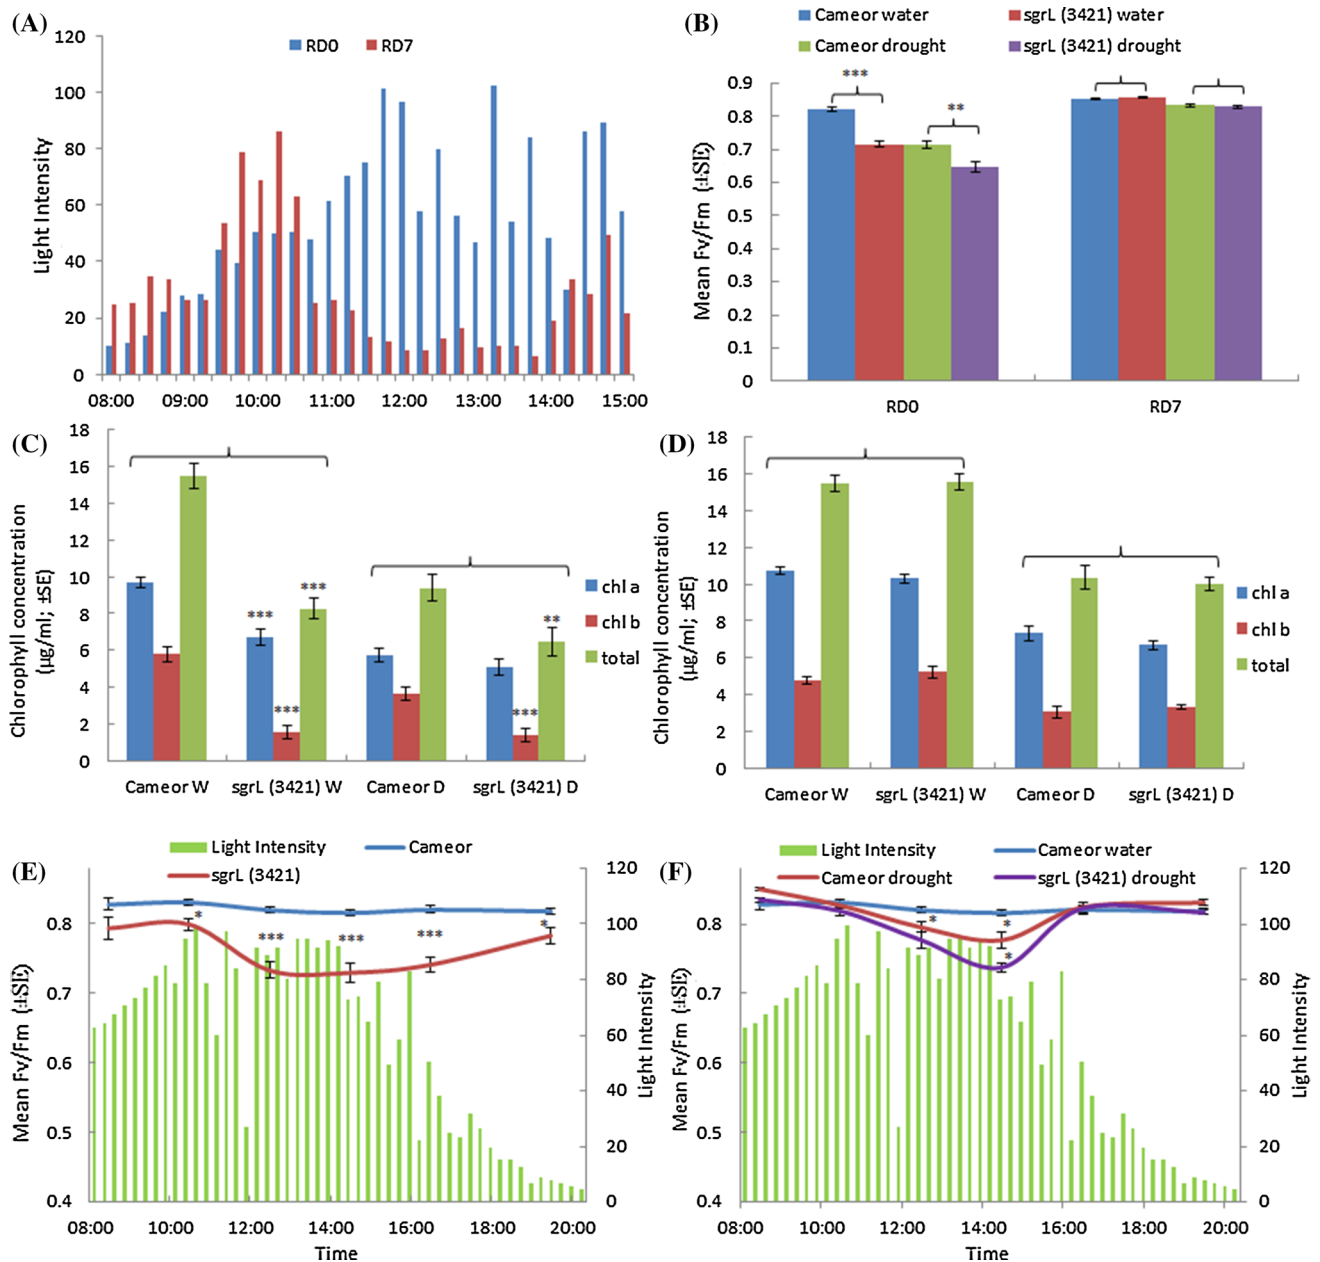 (A)
RD0 RD7
Light Intensity
120
100
80
60
40
20
0
08:00 09:00 10:00 11:00 12:00 13:00 14:00 15:00
(B)
Cameor water sgrL (3421) water
Cameor drought sgrL (3421) drought
Mean Fv/Fm (±SE)
0.9
0.8
0.7
0.6
0.5
0.4
0.3
0.2
0.1
0
***
**
RD0 RD7
(C)
Chlorophyll concentration
(µg/ml; ±SE)
18
16
14
12
10
8
6
4
2
0
*** *** ***
*** **
chl a
chl b
total
Cameor W sgrL (3421) W Cameor D sgrL (3421) D
(D)
Chlorophyll concentration
(µg/ml; ±SE)
18
16
14
12
10
8
6
4
2
0
chl a
chl b
total
Cameor W sgrL (3421) W Cameor D sgrL (3421) D
(E)
Light Intensity Cameor
sgrL (3421)
Mean Fv/Fm (±SE)
0.8
0.7
0.6
0.5
0.4
* *** *** *** *
120
100
80
60
40
20
0
Light Intensity
08:00 10:00 12:00 14:00 16:00 18:00 20:00
Time
(F)
Light Intensity Cameor water
Cameor drought sgrL (3421) drought
Mean Fv/Fm (±SE)
0.8
0.7
0.6
0.5
0.4
* * *
120
100
80
60
40
20
0
Light Intensity
08:00 10:00 12:00 14:00 16:00 18:00 20:00
Time